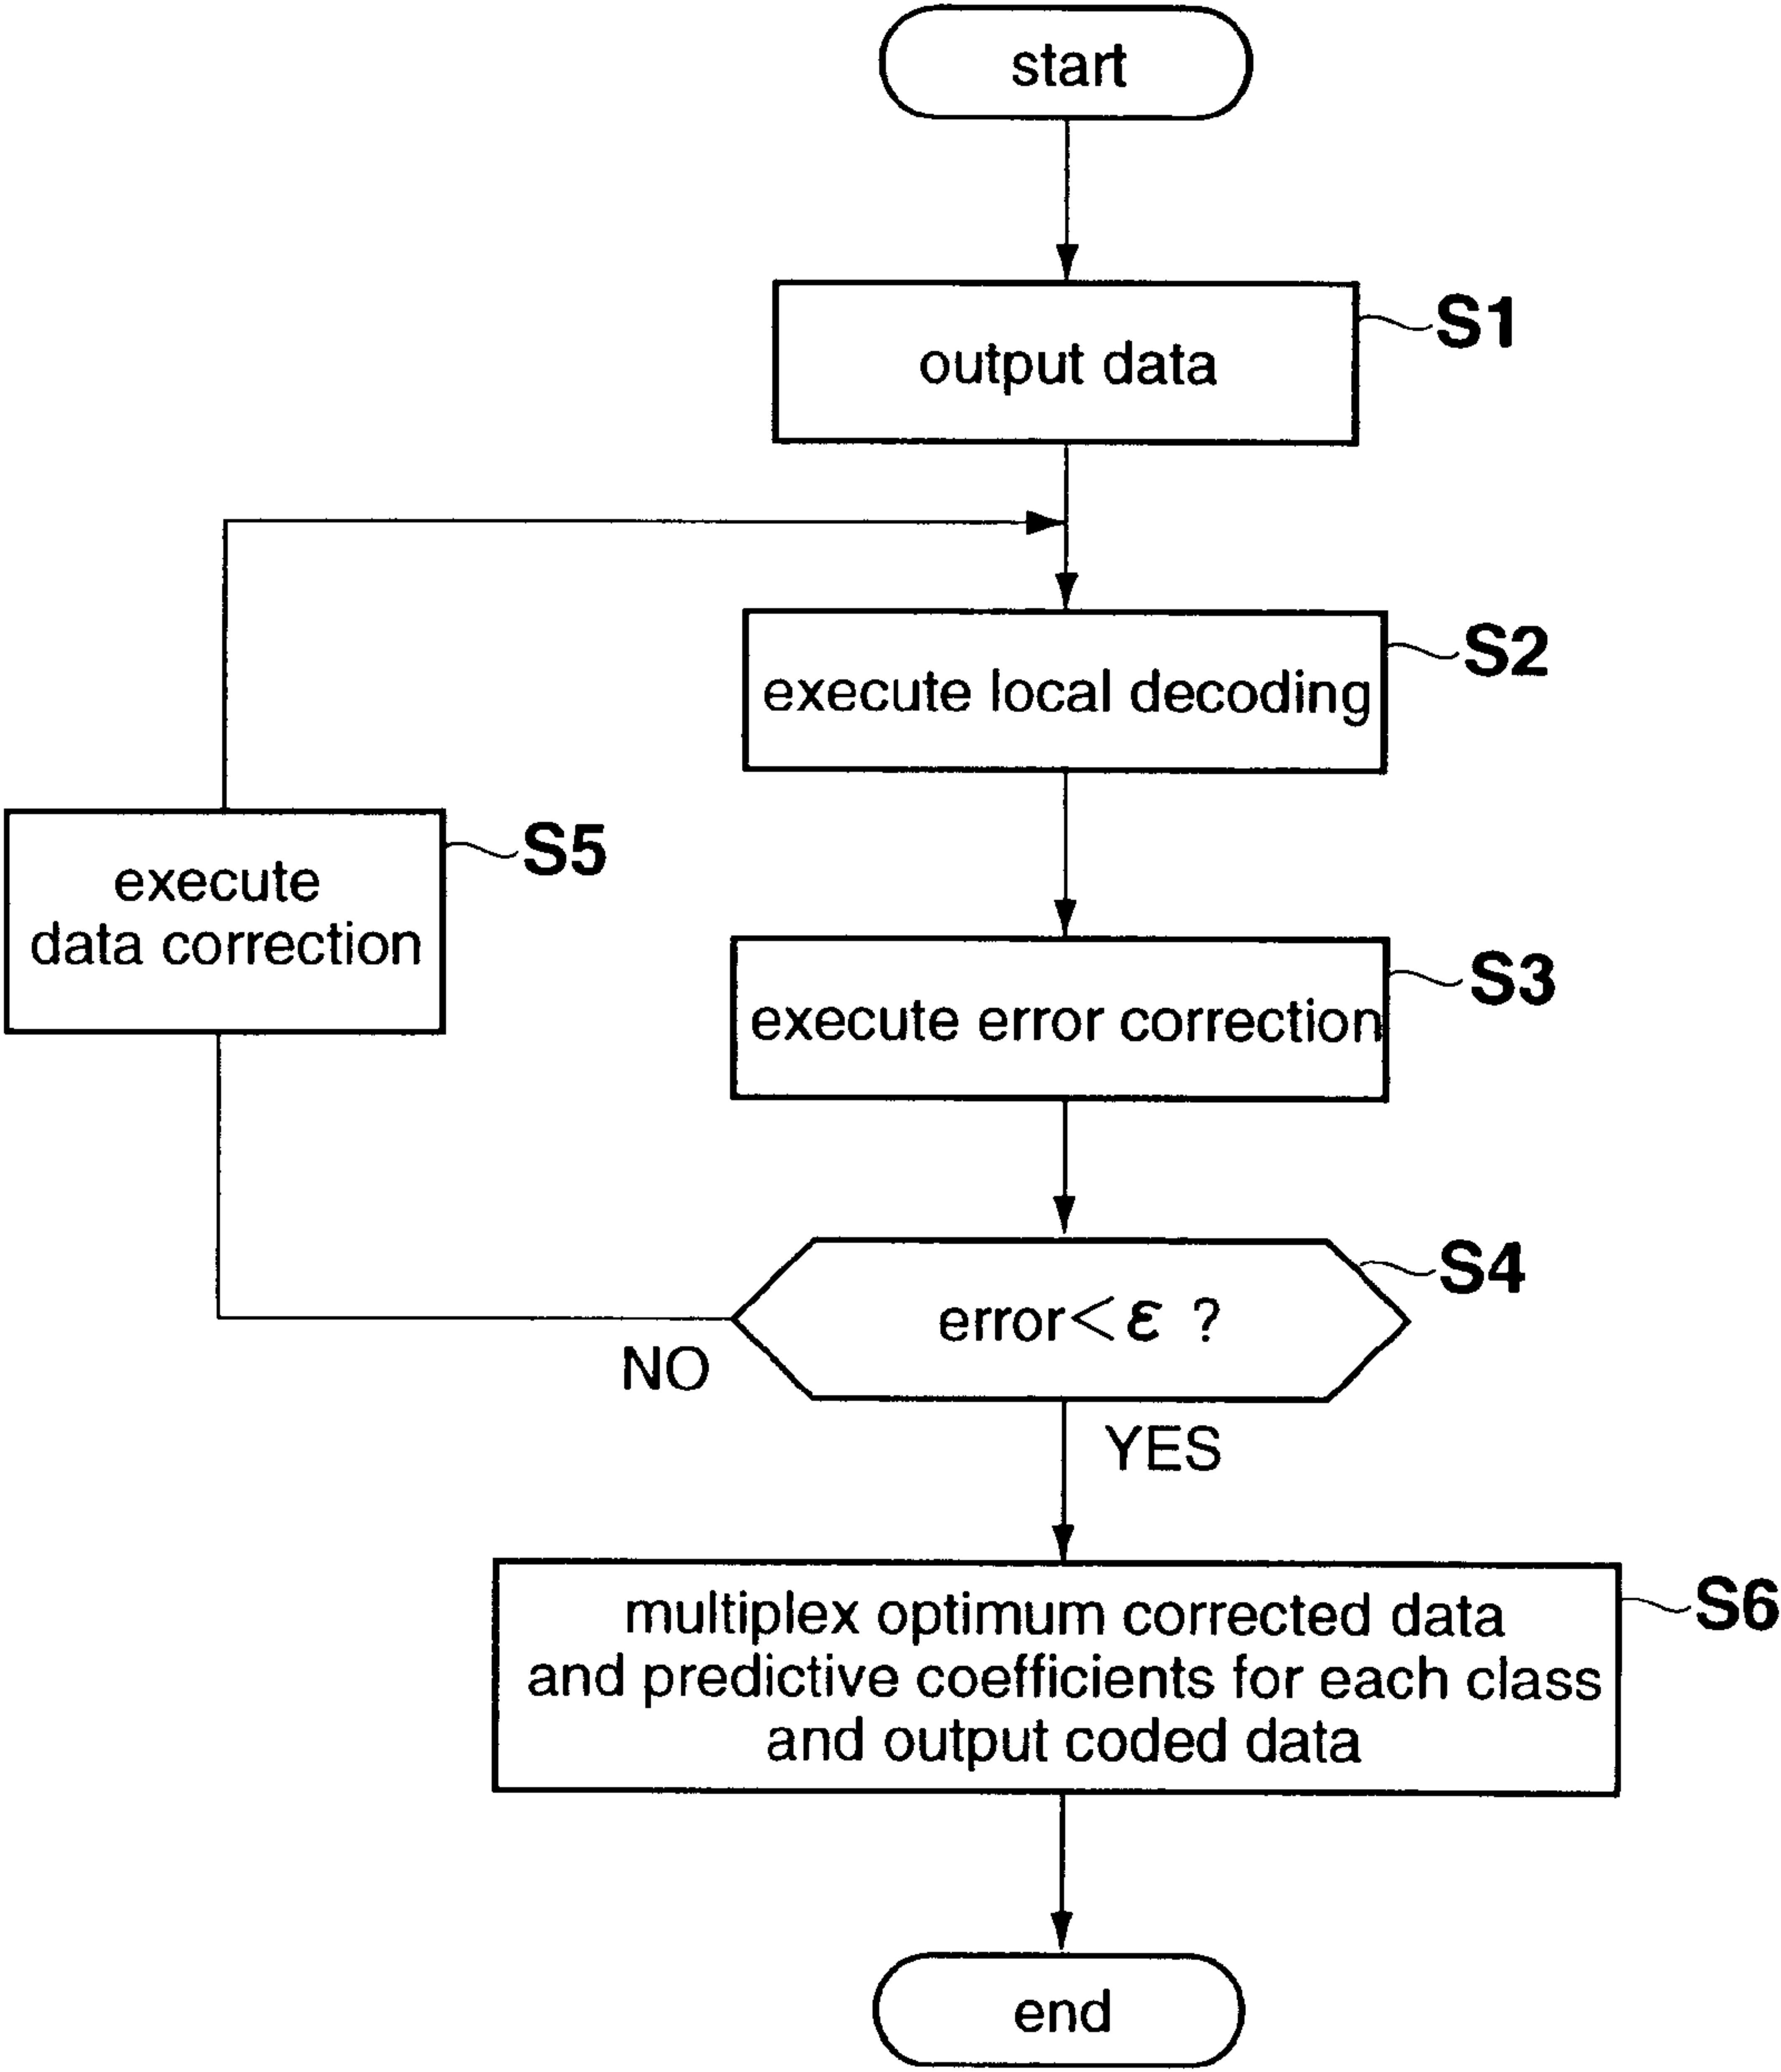 start
output data
S1
execute local decoding
S2
execute
data correction
S5
execute error correction
S3
error<ε ?
S4
NO
YES
multiplex optimum corrected data
and predictive coefficients for each class
and output coded data
S6
end